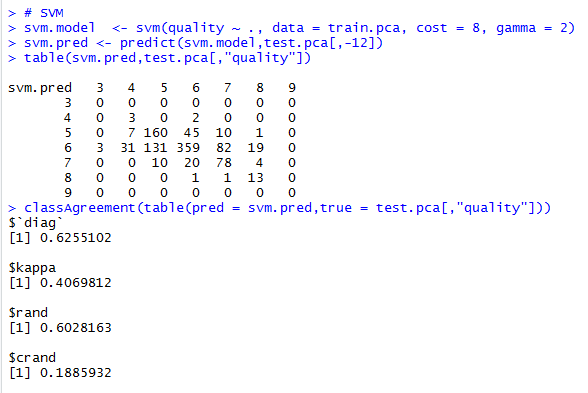 > # SVM
> svm.model  <- svm(quality ~ ., data = train.pca, cost = 8, gamma = 2)
> svm.pred <- predict(svm.model,test.pca[,-12])
> table(svm.pred,test.pca[,"quality"])
svm.pred   3   4   5   6   7   8   9
       3   0   0   0   0   0   0   0
       4   0   3   0   2   0   0   0
       5   0   7 160  45  10   1   0
       6   3  31 131 359  82  19   0
       7   0   0  10  20  78   4   0
       8   0   0   0   1   1  13   0
       9   0   0   0   0   0   0   0
> classAgreement(table(pred = svm.pred,true = test.pca[,"quality"]))
$`diag`
[1] 0.6255102
$kappa
[1] 0.4069812
$rand
[1] 0.6028163
$crand
[1] 0.1885932